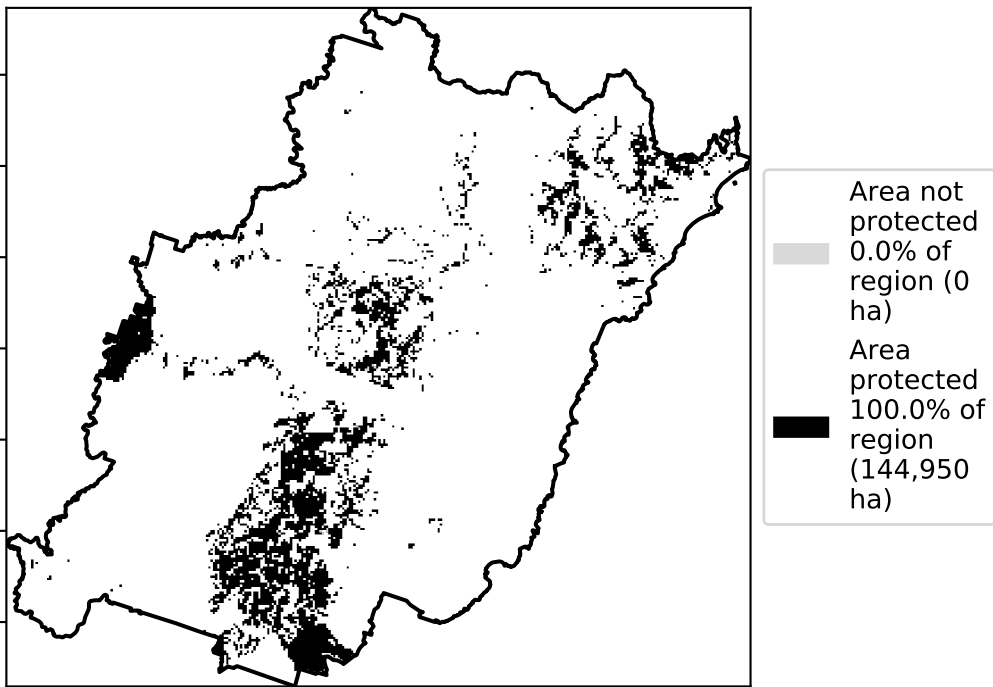 Area not
protected
0.0% of
region (0
ha)
Area
protected
100.0% of
region
(144,950
ha)